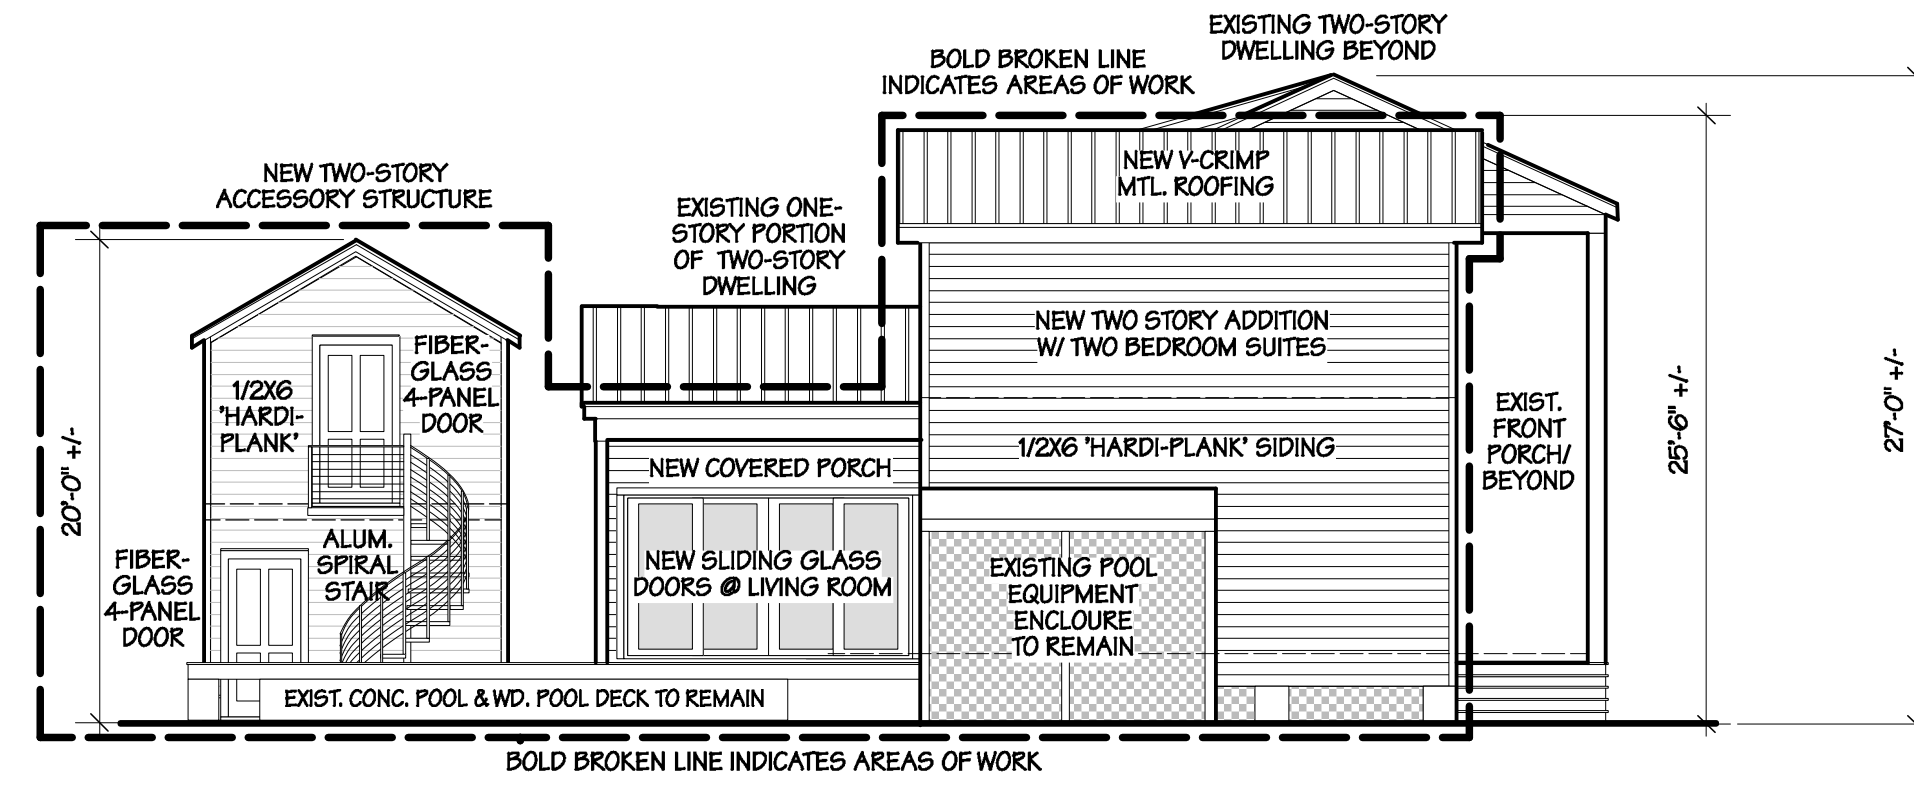 EXISTING TWO-STORY
DWELLING BEYOND
BOLD BROKEN LINE
INDICATES AREAS OF WORK
NEW V-CRIMP
MTL. ROOFING
NEW TWO-STORY
ACCESSORY STRUCTURE
EXISTING ONE-
STORY PORTION
OF TWO-STORY
DWELLING
NEW TWO STORY ADDITION
W/ TWO BEDROOM SUITES
FIBER-
GLASS
4-PANEL
DOOR
1/2X6
'HARDI-
PLANK'
20'-0" +/-
25'-6" +/-
27'-0" +/-
EXIST.
FRONT
PORCH/
BEYOND
1/2X6 'HARDI-PLANK' SIDING
NEW COVERED PORCH
ALUM.
SPIRAL
STAIR
FIBER-
GLASS
4-PANEL
DOOR
NEW SLIDING GLASS
DOORS @ LIVING ROOM
EXISTING POOL
EQUIPMENT
ENCLOURE
TO REMAIN
EXIST. CONC. POOL & WD. POOL DECK TO REMAIN
BOLD BROKEN LINE INDICATES AREAS OF WORK